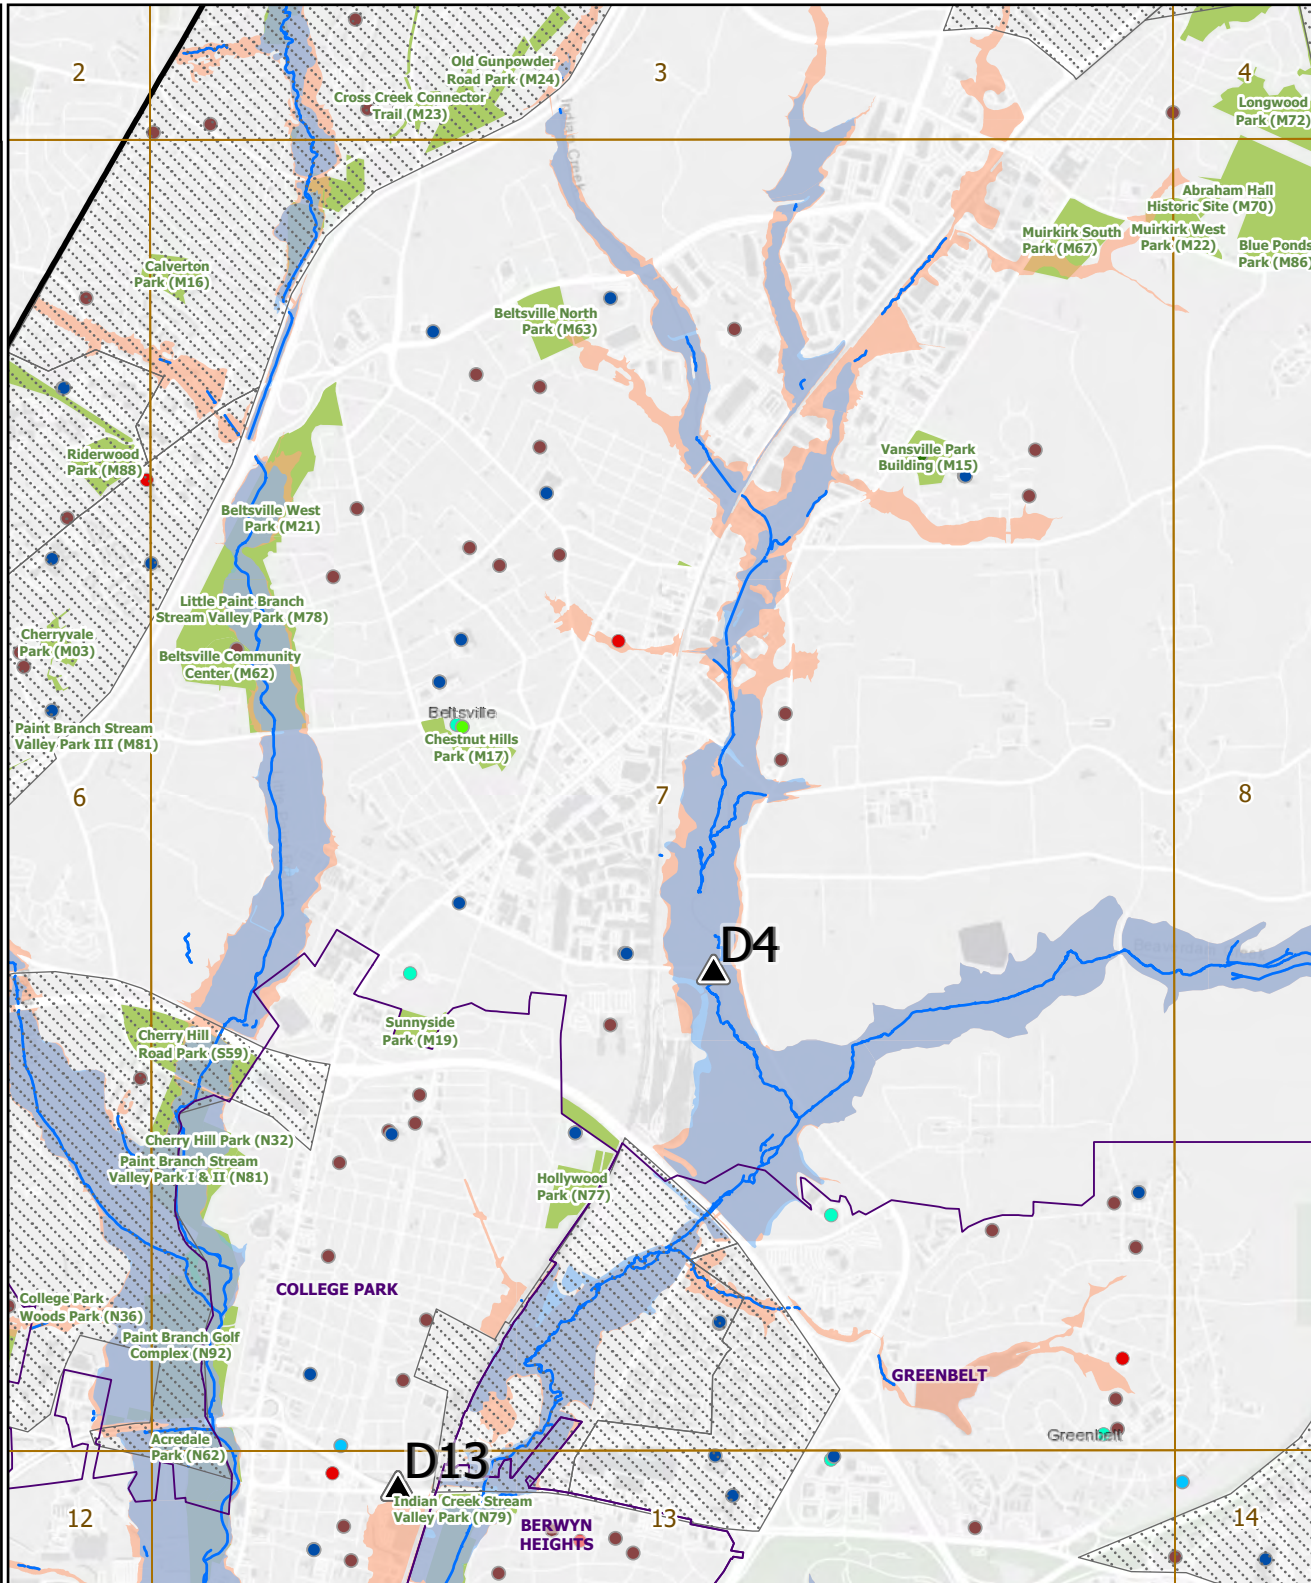 2
3
4
Old Gunpowder
Road Park (M24)
Cross Creek Connector
Trail (M23)
Longwood
Park (M72)
Indian Creek
Abraham Hall
Historic Site (M70)
Muirkirk South
Park (M67)
Muirkirk West
Park (M22)
Blue Ponds
Park (M86)
Calverton
Park (M16)
Beltsville North
Park (M63)
Riderwood
Park (M88)
Vansville Park
Building (M15)
Beltsville West
Park (M21)
Little Paint Branch
Stream Valley Park (M78)
Cherryvale
Park (M03)
Beltsville Community
Center (M62)
Beltsville
Paint Branch Stream
Valley Park III (M81)
Chestnut Hills
Park (M17)
6
7
8
D4
Sunnyside
Park (M19)
Cherry Hill
Road Park (S59)
Cherry Hill Park (N32)
Paint Branch Stream
Valley Park I & II (N81)
Hollywood
Park (N77)
COLLEGE PARK
College Park
Woods Park (N36)
Paint Branch Golf
Complex (N92)
GREENBELT
Greenbelt
Acredale
Park (N62)
D13
Indian Creek Stream
Valley Park (N79)
BERWYN
HEIGHTS
12
13
14